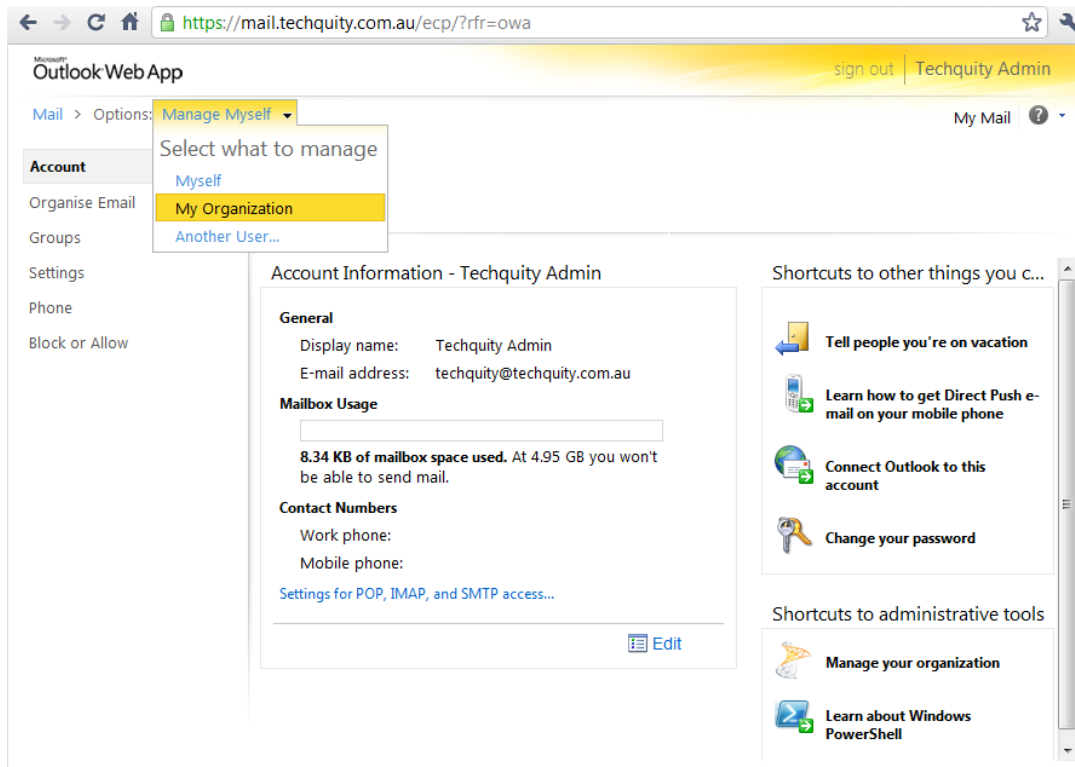 https://mail.techquity.com.au/ecp/?rfr=owa
Microsoft
Outlook Web App
sign out Techquity Admin
Mail > Options: Manage Myself
My Mail ?
Select what to manage
Myself
My Organization
Another User...
Account
Organise Email
Groups
Settings
Phone
Block or Allow
Account Information - Techquity Admin
General
Display name: Techquity Admin
E-mail address: techquity@techquity.com.au
Mailbox Usage
8.34 KB of mailbox space used. At 4.95 GB you won't
be able to send mail.
Contact Numbers
Work phone:
Mobile phone:
Settings for POP, IMAP, and SMTP access...
Edit
Shortcuts to other things you c...
Tell people you're on vacation
Learn how to get Direct Push e-
mail on your mobile phone
Connect Outlook to this
account
Change your password
Shortcuts to administrative tools
Manage your organization
Learn about Windows
PowerShell